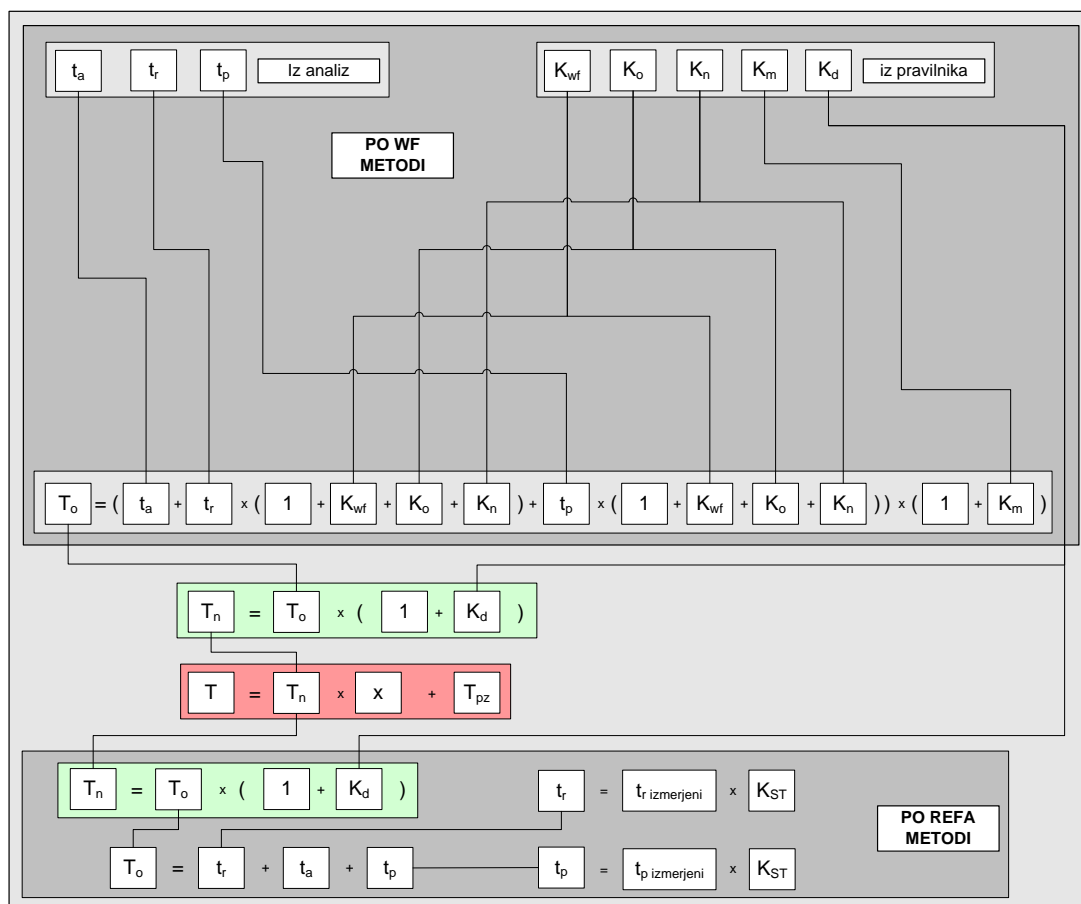 ta tr tp Iz analiz Kwf Ko Kn Km Kd iz pravilnika
PO WF
METODI
To = ( ta + tr x ( 1 + Kwf + Ko + Kn ) + tp x ( 1 + Kwf + Ko + Kn ) ) x ( 1 + Km )
Tn = To x ( 1 + Kd )
T = Tn x x + Tpz
Tn = To x ( 1 + Kd )
tr = tr izmerjeni x KST
PO REFA
METODI
To = tr + ta + tp
tp = tp izmerjeni x KST